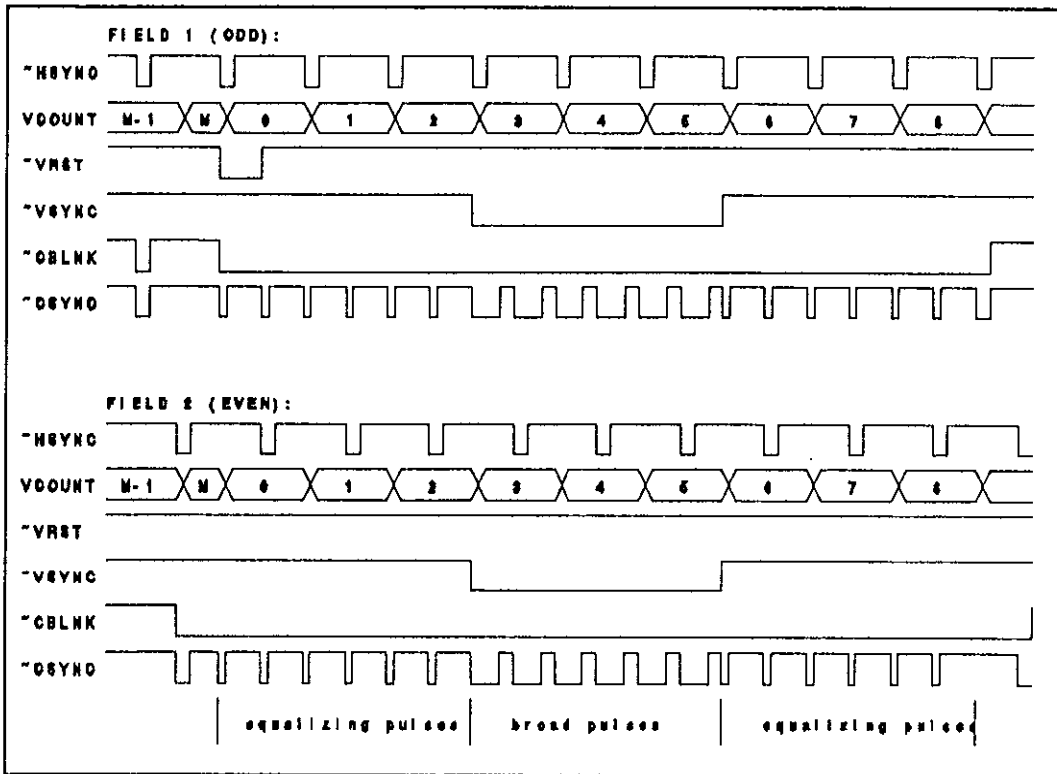 FIELD 1 (ODD):
~HSYNC
VCOUNT M-1 M 0 1 2 3 4 5 6 7 8
~VRST
~VSYNC
~CBLNK
~CSYNC
FIELD 2 (EVEN):
~HSYNC
VCOUNT M-1 M 0 1 2 3 4 5 6 7 8
~VRST
~VSYNC
~CBLNK
~CSYNC
equalizing pulses broad pulses equalizing pulses